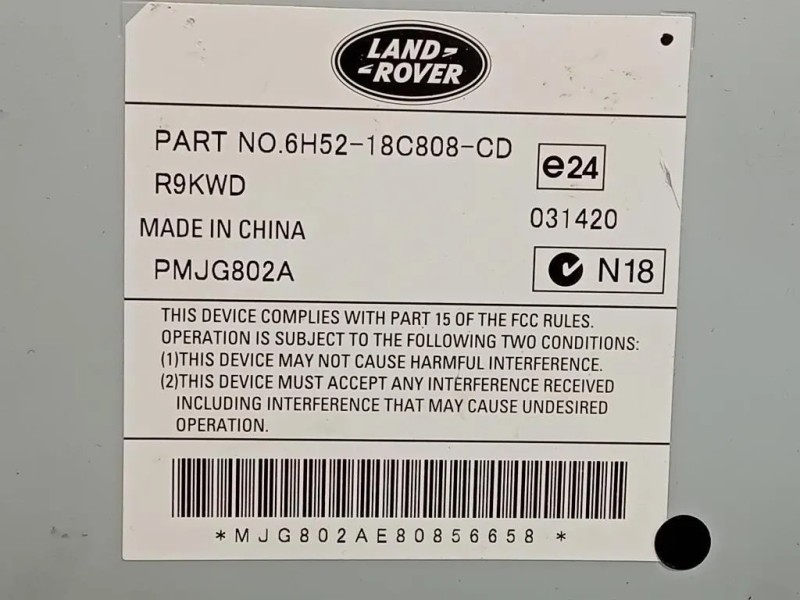 LAND-
-ROVER
PART NO.6H52-18C808-CD
e24
R9KWD
031420
MADE IN CHINA
PMJG802A
N18
THIS DEVICE COMPLIES WITH PART 15 OF THE FCC RULES.
OPERATION IS SUBJECT TO THE FOLLOWING TWO CONDITIONS:
(1)THIS DEVICE MAY NOT CAUSE HARMFUL INTERFERENCE.
(2)THIS DEVICE MUST ACCEPT ANY INTERFERENCE RECEIVED
INCLUDING INTERFERENCE THAT MAY CAUSE UNDESIRED
OPERATION.
*MJG802AE80856658*